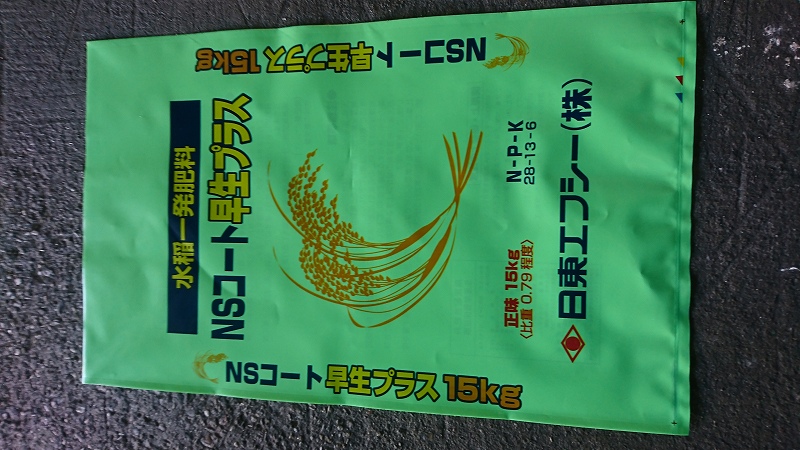 水稲一発肥料
NSコート早生プラス
NSコート 早生プラス 15kg
NSコート 早生プラス 15kg
正味 15kg
〈比重 0.79 程度〉
N-P-K
28-13-6
日東エフシー(株)